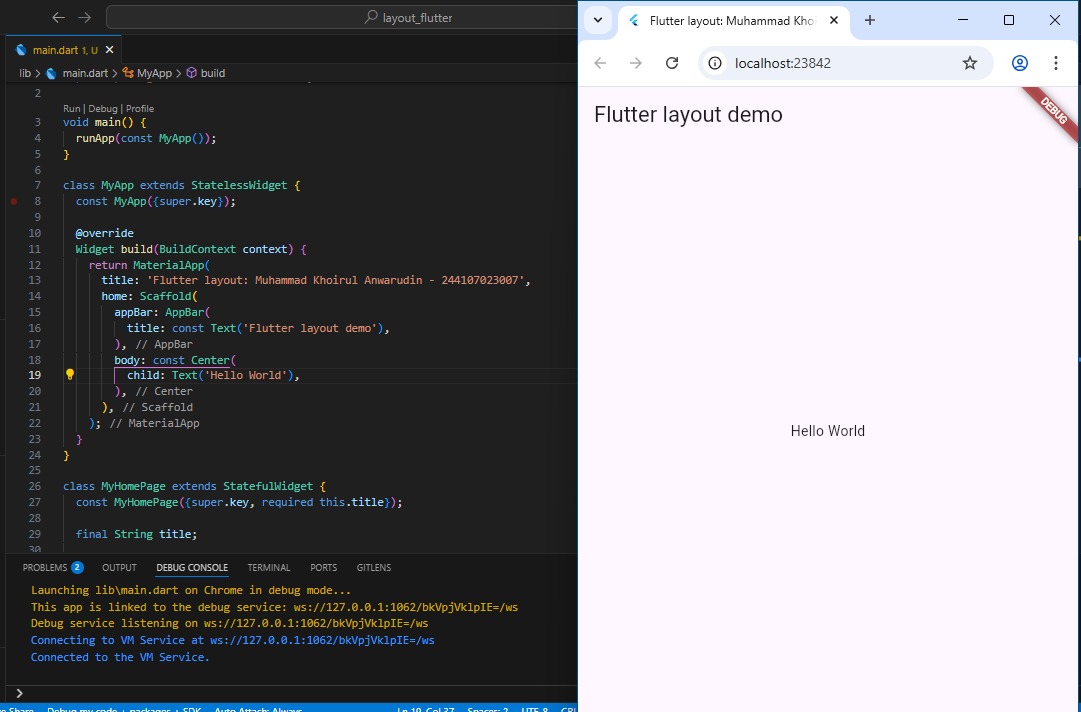 layout_flutter
main.dart 1, U
lib > main.dart > MyApp > build
2
Run | Debug | Profile
3 void main() {
4 runApp(const MyApp());
5 }
6
7 class MyApp extends StatelessWidget {
8 const MyApp({super.key});
9
10 @override
11 Widget build(BuildContext context) {
12 return MaterialApp(
13 title: 'Flutter layout: Muhammad Khoirul Anwarudin - 244107023007',
14 home: Scaffold(
15 appBar: AppBar(
16 title: const Text('Flutter layout demo'),
17 ), // AppBar
18 body: const Center(
19 child: Text('Hello World'),
20 ), // Center
21 ), // Scaffold
22 ); // MaterialApp
23 }
24 }
25
26 class MyHomePage extends StatefulWidget {
27 const MyHomePage({super.key, required this.title});
28
29 final String title;
30
PROBLEMS 2 OUTPUT DEBUG CONSOLE TERMINAL PORTS GITLENS
Launching lib\main.dart on Chrome in debug mode...
This app is linked to the debug service: ws://127.0.0.1:1062/bkVpjVklpIE=/ws
Debug service listening on ws://127.0.0.1:1062/bkVpjVklpIE=/ws
Connecting to VM Service at ws://127.0.0.1:1062/bkVpjVklpIE=/ws
Connected to the VM Service.
Share Debug my code + packages + SDK Auto Attach: Always Ln 19, Col 37 Spaces: 2 UTF-8
Flutter layout: Muhammad Khoi
localhost:23842
Flutter layout demo
DEBUG
Hello World